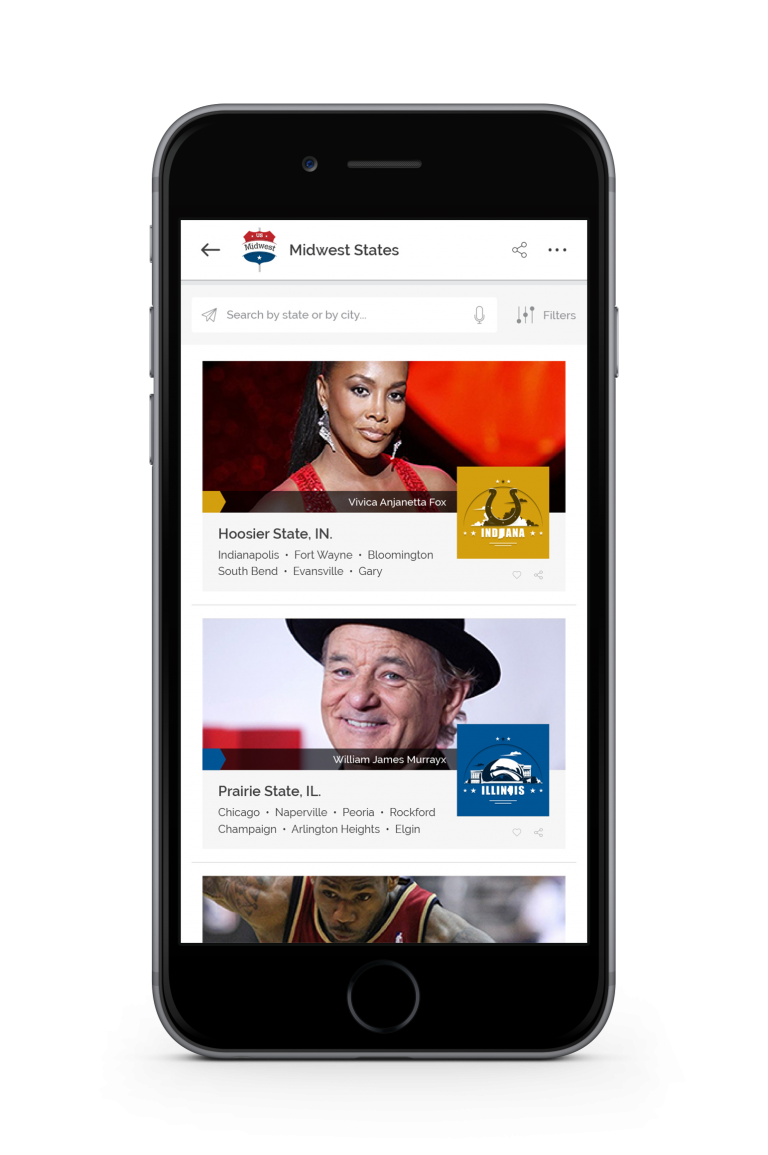 US
Midwest
Midwest States
Search by state or by city...
Filters
Vivica Anjanetta Fox
INDIANA
Hoosier State, IN.
Indianapolis • Fort Wayne • Bloomington
South Bend • Evansville • Gary
William James Murrayx
ILLINOIS
Prairie State, IL.
Chicago • Naperville • Peoria • Rockford
Champaign • Arlington Heights • Elgin